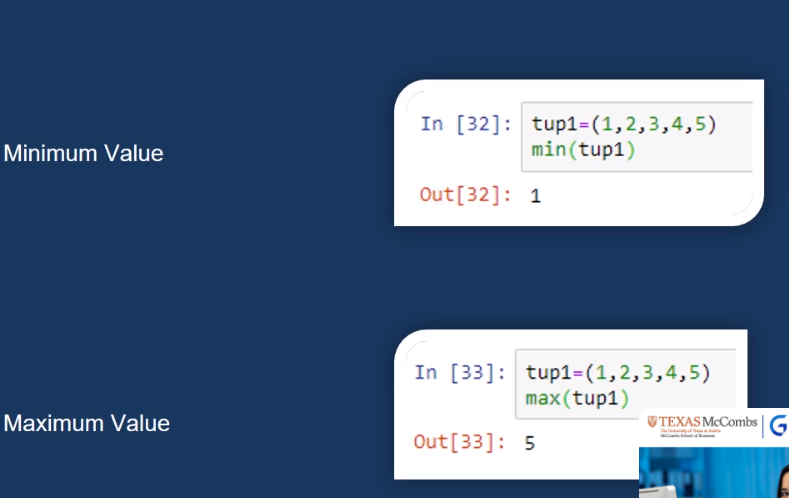 Minimum Value
In [32]: tup1=(1,2,3,4,5)
min(tup1)
Out[32]: 1
Maximum Value
In [33]: tup1=(1,2,3,4,5)
max(tup1)
Out[33]: 5
TEXAS McCombs
The University of Texas at Austin
McCombs School of Business
G